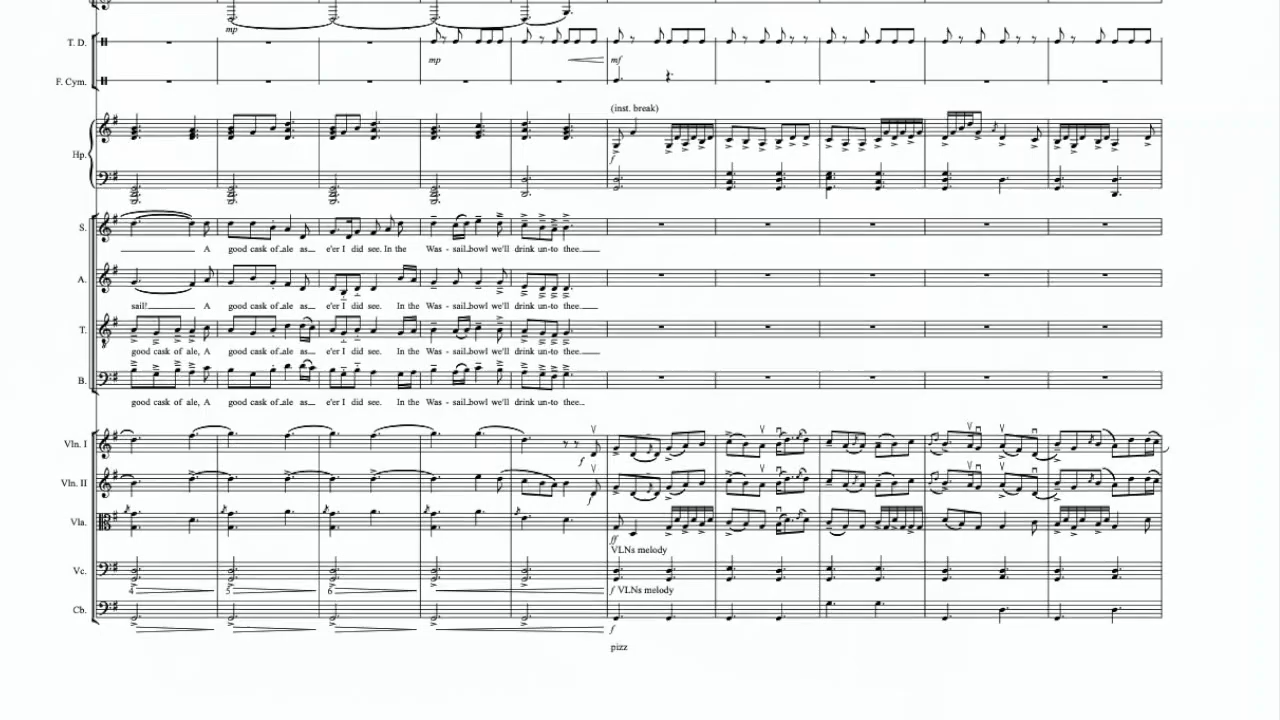 mp
T. D.
mp
mf
F. Cym.
(inst. break)
Hp.
f
S.
A good cask of ale as e'er I did see. In the Was - sail bowl we'll drink un-to thee.
A.
sail! A good cask of ale as e'er I did see. In the Was - sail bowl we'll drink un-to thee.
T.
good cask of ale, A good cask of ale as e'er I did see. In the Was - sail bowl we'll drink un-to thee.
B.
good cask of ale, A good cask of ale as e'er I did see. In the Was - sail bowl we'll drink un-to thee.
Vln. I
f
Vln. II
f
Vla.
ff
VLNs melody
Vc.
4 5 6 f VLNs melody
Cb.
f
pizz